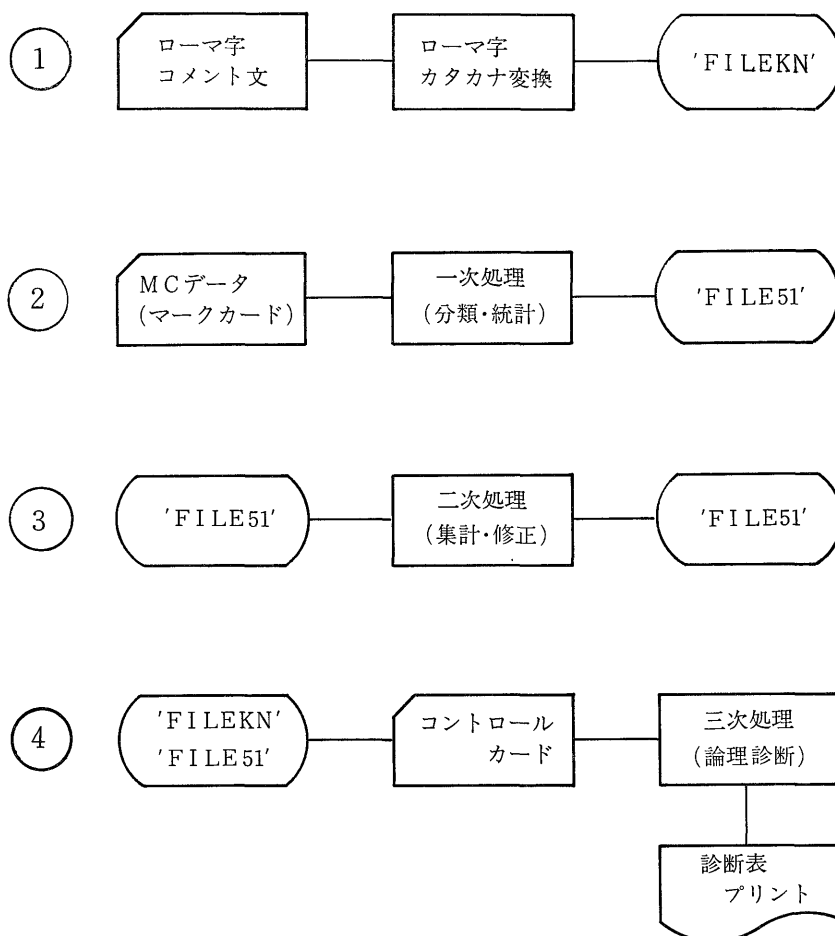 ①
ローマ字
コメント文
ローマ字
カタカナ変換
'FILEKN'
②
MCデータ
(マークカード)
一次処理
(分類・統計)
'FILE51'
③
'FILE51'
二次処理
(集計・修正)
'FILE51'
④
'FILEKN'
'FILE51'
コントロール
カード
三次処理
(論理診断)
診断表
プリント